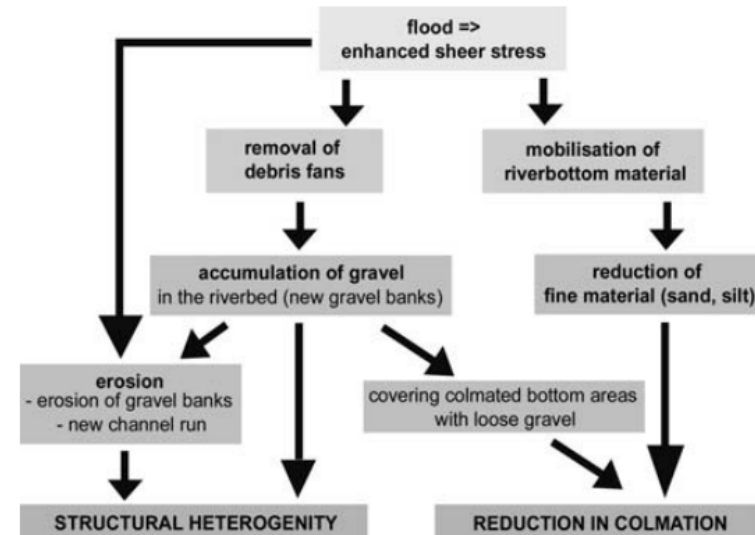 flood =>
enhanced sheer stress
removal of
debris fans
mobilisation of
riverbottom material
accumulation of gravel
in the riverbed (new gravel banks)
reduction of
fine material (sand, silt)
erosion
- erosion of gravel banks
- new channel run
covering colmated bottom areas
with loose gravel
STRUCTURAL HETEROGENITY
REDUCTION IN COLMATION